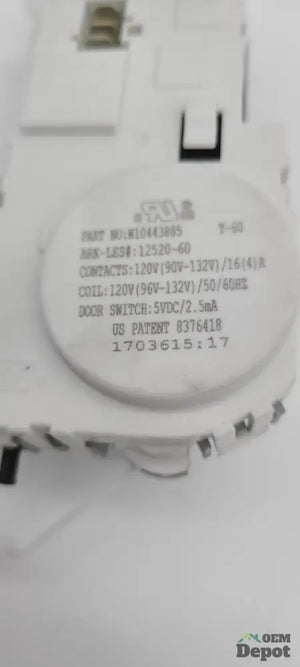 PART NO:W10443885 T-60
ARK-LES#:12520-60
CONTACTS:120V(90V-132V)/16(4)A
COIL:120V(96V-132V)/50/60HZ
DOOR SWITCH:5VDC/2.5mA
US PATENT 8376418
1703615:17
OEM
Depot